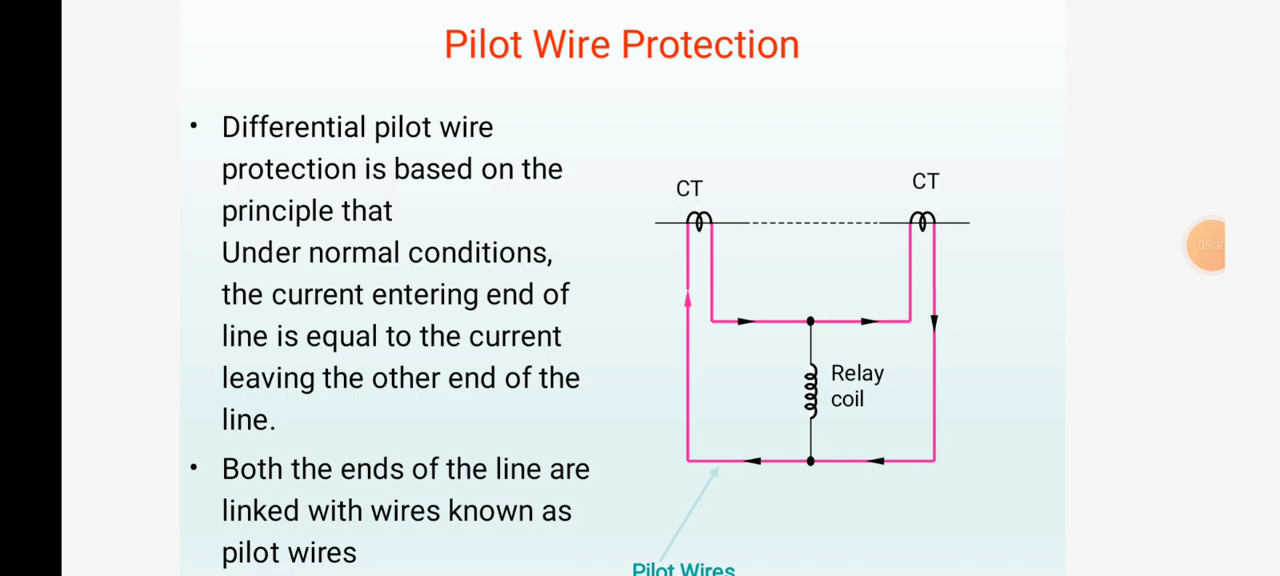 Pilot Wire Protection
• Differential pilot wire
protection is based on the
principle that
Under normal conditions,
the current entering end of
line is equal to the current
leaving the other end of the
line.
• Both the ends of the line are
linked with wires known as
pilot wires
CT
CT
Relay
coil
Pilot Wires